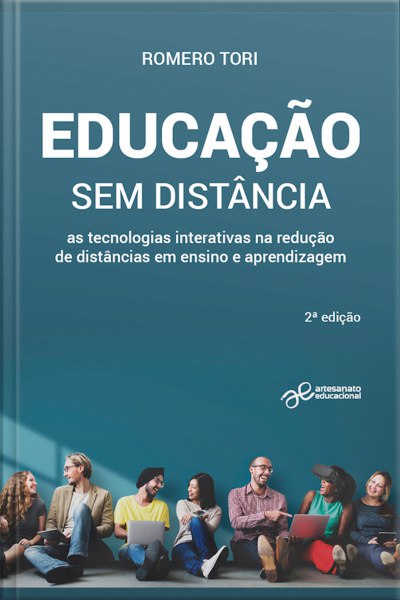 ROMERO TORI
EDUCAÇÃO
SEM DISTÂNCIA
as tecnologias interativas na redução
de distâncias em ensino e aprendizagem
2ª edição
ae artesanato
educacional